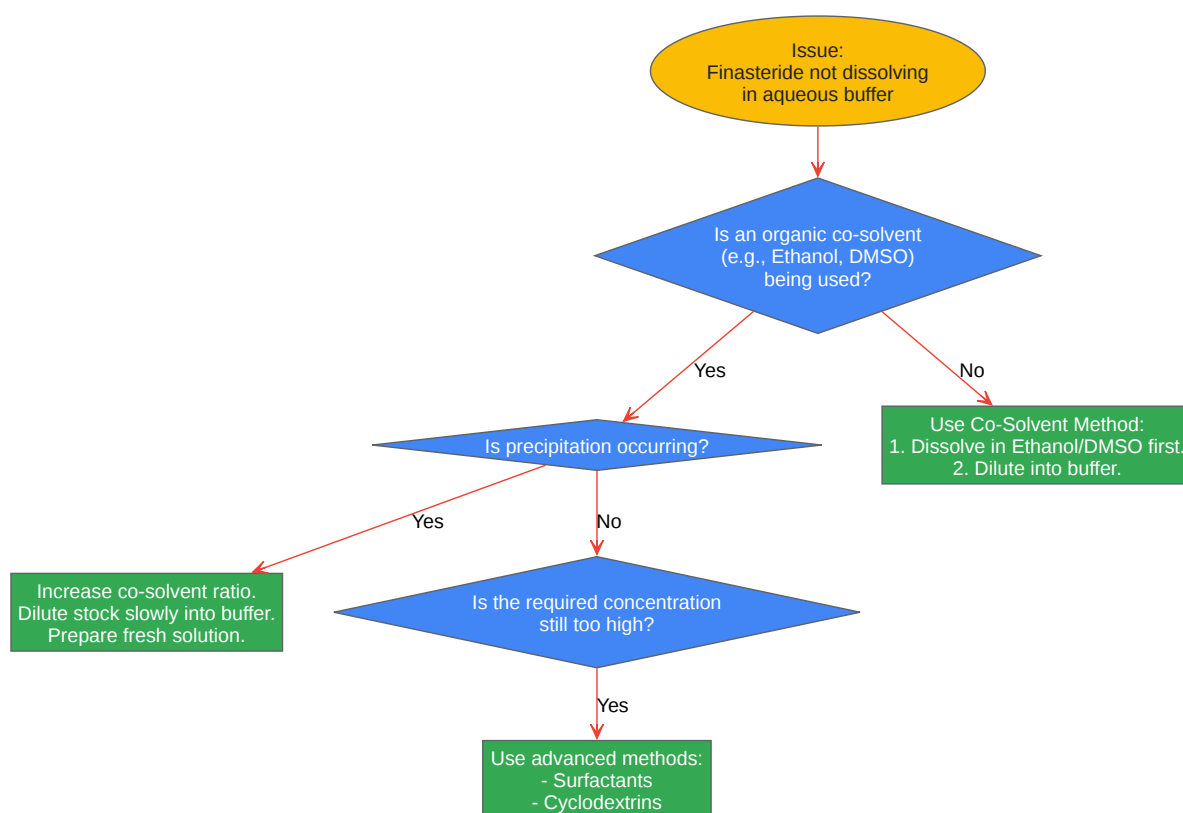 Issue:
Finasteride not dissolving
in aqueous buffer
Is an organic co-solvent
(e.g., Ethanol, DMSO)
being used?
Yes
No
Use Co-Solvent Method:
1. Dissolve in Ethanol/DMSO first.
2. Dilute into buffer.
Is precipitation occurring?
Yes
No
Increase co-solvent ratio.
Dilute stock slowly into buffer.
Prepare fresh solution.
Is the required concentration
still too high?
Yes
Use advanced methods:
- Surfactants
- Cyclodextrins